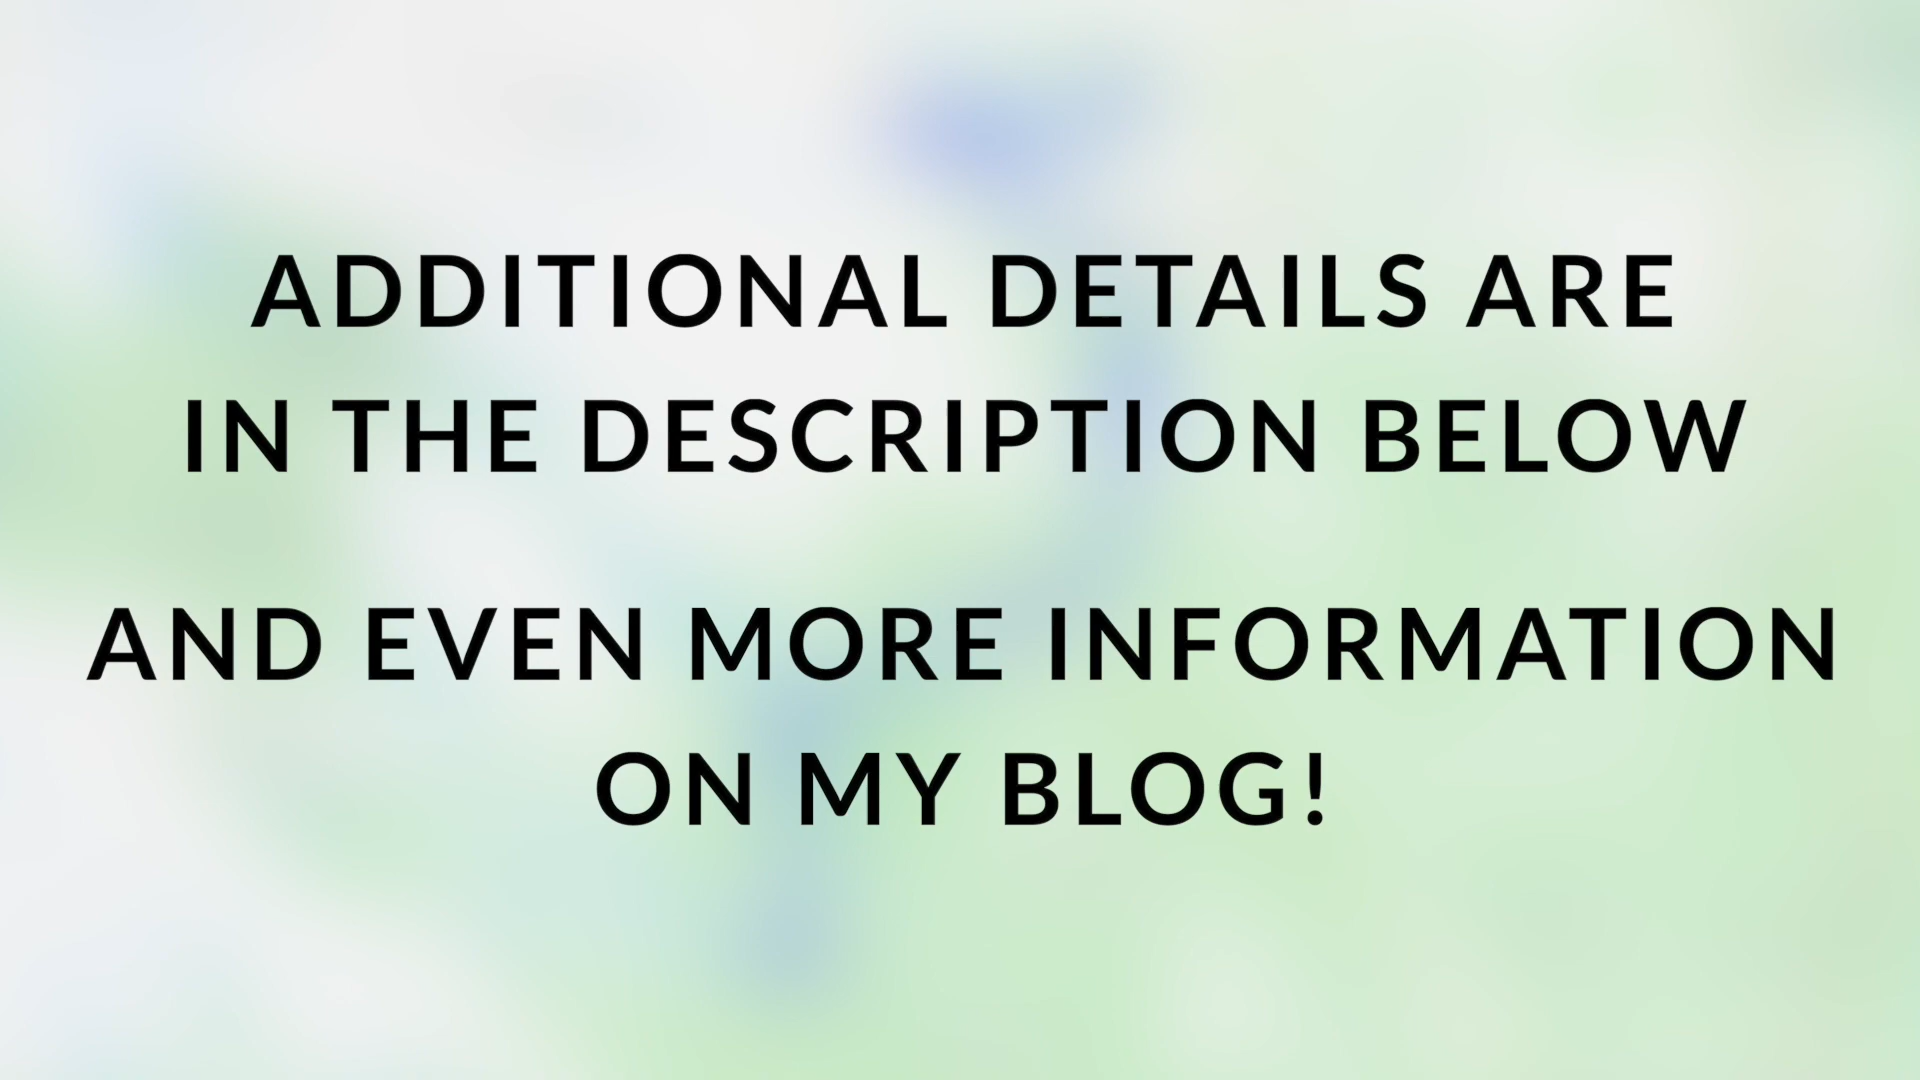 ADDITIONAL DETAILS ARE
IN THE DESCRIPTION BELOW
AND EVEN MORE INFORMATION
ON MY BLOG!